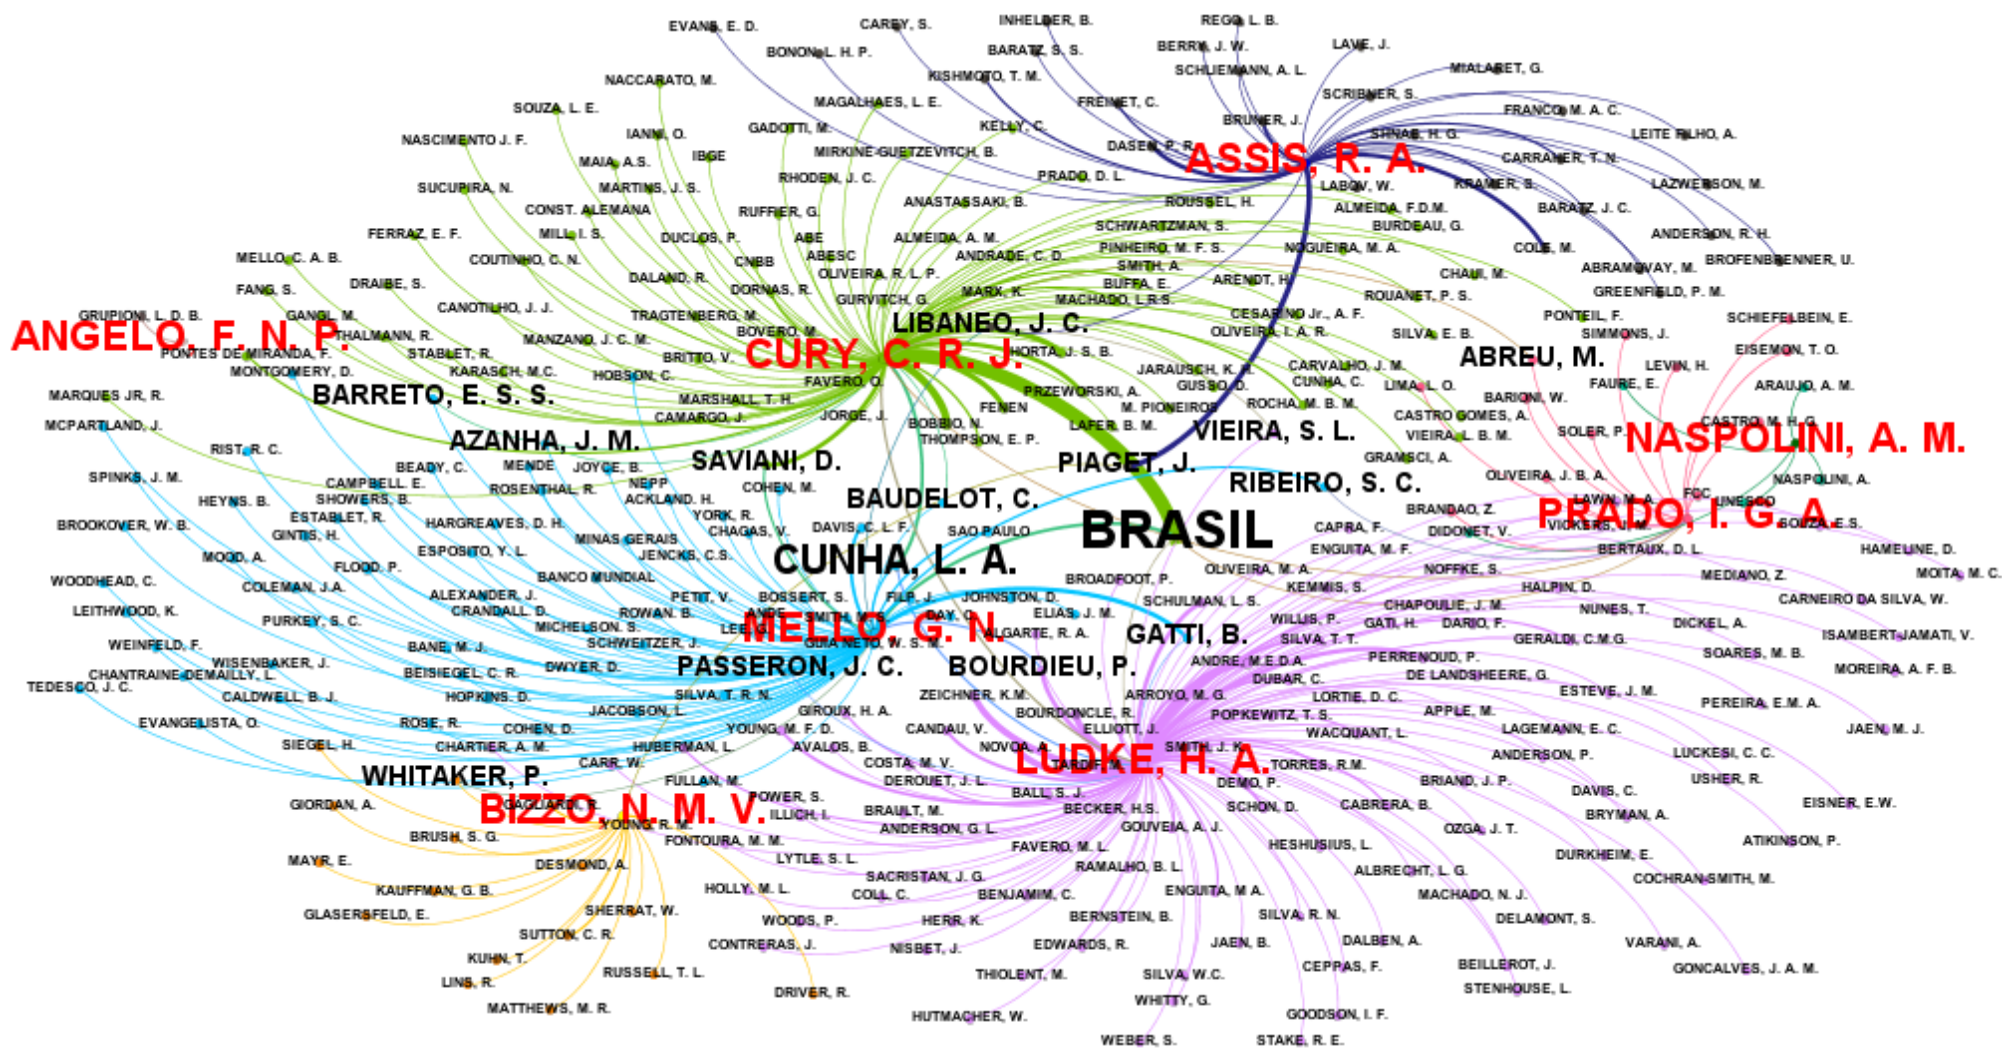 EVANS, E. D.
CAREY, S.
INHELDER, B.
REGO, L. B.
BONON, L. H. P.
BARATZ, S. S.
BERRY, J. W.
LAVE, J.
NACCARATO, M.
KISHMOTO, T. M.
SCHLIEMANN, A. L.
MIALARET, G.
SOUZA, L. E.
MAGALHAES, L. E.
FREINET, C.
SCRIBNER, S.
FRANCO, M. A. C.
NASCIMENTO J. F.
IANNI, O.
GADOTTI, M.
KELLY, C.
BRUNER, J.
SHNAB, H. G.
LEITE FILHO, A.
MAIA, A.S.
IBGE
MIRKINE-GUETZEVITCH, B.
DASEN, P. R.
ASSIS, R. A.
CARRAHER, T. N.
SUCUPIRA, N.
MARTINS, J. S.
RHODEN, J. C.
PRADO, D. L.
LABOV, W.
KRAMER, S.
LAZWERSON, M.
CONST. ALEMANA
RUFFIER, G.
ANASTASSAKI, B.
ROUSSEL, H.
ALMEIDA, F.D.M.
BARATZ, J. C.
FERRAZ, E. F.
MILL, I. S.
DUCLOS, P.
ABE
ALMEIDA, A. M.
SCHWARTZMAN, S.
BURDEAU, G.
ANDERSON, R. H.
MELLO, C. A. B.
COUTINHO, C. N.
CNBB
ABESC
ANDRADE, C. D.
PINHEIRO, M. F. S.
NOGUEIRA, M. A.
COLE, M.
BROFENBRENNER, U.
FANG, S.
DRAIBE, S.
DALAND, R.
DORNAS, R.
OLIVEIRA, R. L. P.
SMITH, A.
BUFFA, E.
ARENDT, H.
CHAUI, M.
ABRAMOVAY, M.
GREENFIELD, P. M.
GRUPIONI, L. D. B.
GANGL, M.
CANOTILHO, J. J.
TRAGTENBERG, M.
GURVITCH, G.
MARX, K.
MACHADO, L.R.S.
ROUANET, P. S.
CESARINO Jr., A. F.
PONTEIL, F.
SCHIEFELBEIN, E.
ANGELO, F. N. P.
THALMANN, R.
MANZANO, J. C. M.
BOVERO, M.
LIBANEO, J. C.
OLIVEIRA, I. A. R.
SILVA, E. B.
SIMMONS, J.
PONTES DE MIRANDA, F.
STABLET, R.
BRITTO, V.
CURY, C. R. J.
HORTA, J. S. B.
ABREU, M.
EISEMON, T. O.
MONTGOMERY, D.
KARASCH, M.C.
HOBSON, C.
FAVERO, O.
JARAUSCH, K. H.
CARVALHO, J. M.
LEVIN, H.
MARQUES JR, R.
BARRETO, E. S. S.
MARSHALL, T. H.
PRZEWORSKI, A.
GUSSO, D.
CUNHA, C.
LIMA, L. O.
FAURE, E.
ARAUJO, A. M.
CAMARGO, J.
JORGE, J.
FENEN
M. PIONEIROS
ROCHA, M. B. M.
BARIONI, W.
MCPARTLAND, J.
BOBBIO, N.
LAFER, B. M.
CASTRO GOMES, A.
CASTRO, M. H. G.
RIST, R. C.
AZANHA, J. M.
THOMPSON, E. P.
VIEIRA, S. L.
VIEIRA, L. B. M.
SOLER, P.
NASPOLINI, A. M.
SPINKS, J. M.
BEADY, C.
MENDE
JOYCE, B.
SAVIANI, D.
PIAGET, J.
GRAMSCI, A.
CAMPBELL, E.
ROSENTHAL, R.
NEPP
COHEN, M.
RIBEIRO, S. C.
OLIVEIRA, J. B. A.
NASPOLINI, A.
HEYNS. B.
SHOWERS, B.
ACKLAND. H.
BAUDELOT, C.
LAWN, M. A.
FCC
UNESCO
BROOKOVER, W. B.
ESTABLET, R.
HARGREAVES, D. H.
YORK, R.
BRANDAO, Z.
PRADO, I. G. A.
GINTIS, H.
CHAGAS, V.
DAVIS, C. L. F.
SAO PAULO
BRASIL
CAPRA, F.
DIDONET, V.
VICKERS, J. M.
SOUZA, E.S.
MOOD, A.
ESPOSITO, Y. L.
MINAS GERAIS
JENCKS, C.S.
CUNHA, L. A.
ENGUITA, M. F.
BERTAUX, D. L.
HAMELINE, D.
WOODHEAD, C.
FLOOD, P.
BANCO MUNDIAL
BROADFOOT, P.
OLIVEIRA, M. A.
NOFFKE, S.
MEDIANO, Z.
MOITA, M. C.
COLEMAN, J.A.
ALEXANDER, J.
PETIT, V.
BOSSERT, S.
FILP, J.
JOHNSTON, D.
KEMMIS, S.
HALPIN, D.
CARNEIRO DA SILVA, W.
LEITHWOOD, K.
CRANDALL, D.
ROWAN. B.
ANDE
SMITH, M. S.
DAY, C.
ELIAS, J. M.
SCHULMAN, L. S.
CHAPOULIE, J. M.
NUNES, T.
PURKEY, S. C.
MICHELSON. S.
LEE, G.
MELLO, G. N.
ALGARTE, R. A.
GATTI, B.
WILLIS, P.
GATI, H.
DARIO, F.
DICKEL, A.
WEINFELD, F.
BANE, M. J.
SCHWEITZER, J.
GUIA NETO, W. S. M.
SILVA, T. T.
GERALDI, C.M.G.
ISAMBERT-JAMATI, V.
WISENBAKER, J.
DWYER, D.
PASSERON, J. C.
BOURDIEU, P.
ANDRE, M.E.D.A.
PERRENOUD, P.
SOARES, M. B.
CHANTRAINE-DEMAILLY, L.
BEISIEGEL, C. R.
DUBAR, C.
DE LANDSHEERE, G.
MOREIRA, A. F. B.
TEDESCO, J. C.
CALDWELL, B. J.
HOPKINS. D.
SILVA, T. R. N.
ZEICHNER, K.M.
ARROYO, M. G.
LORTIE, D. C.
ESTEVE, J. M.
PEREIRA, E.M.A.
EVANGELISTA, O.
ROSE, R.
JACOBSON, L.
GIROUX, H. A.
BOURDONCLE, R.
POPKEWITZ, T. S.
APPLE, M.
COHEN, D.
YOUNG, M. F. D.
CANDAU, V.
ELLIOTT, J.
WACQUANT, L.
LAGEMANN, E. C.
JAEN, M. J.
SIEGEL, H.
CHARTIER, A. M.
HUBERMAN, L.
AVALOS, B.
NOVOA, A.
SMITH, J. K.
ANDERSON, P.
LUCKESI, C. C.
CARR, W.
COSTA, M. V.
LUDKE, H. A.
TARDIF, M.
TORRES, R.M.
WHITAKER, P.
FULLAN, M.
DEROUET, J. L.
DEMO, P.
BRIAND, J. P.
USHER, R.
GIORDAN, A.
GAGLIARDI, R.
BIZZO, N. M. V.
POWER, S.
BALL, S. J.
DAVIS, C.
EISNER, E.W.
ILLICH, I.
BRAULT, M.
BECKER, H.S.
SCHON, D.
CABRERA, B.
BRYMAN, A.
BRUSH, S. G.
YOUNG, R. M.
ANDERSON, G. L.
GOUVEIA, A. J.
OZGA, J. T.
FONTOURA, M. M.
FAVERO, M. L.
HESHUSIUS, L.
ATIKINSON, P.
MAYR, E.
DESMOND, A.
LYTLE, S. L.
RAMALHO, B. L.
ALBRECHT, L. G.
DURKHEIM, E.
KAUFFMAN, G. B.
HOLLY, M. L.
SACRISTAN, J. G.
COLL, C.
BENJAMIM, C.
ENGUITA, M A.
MACHADO, N. J.
COCHRAN-SMITH, M.
GLASERSFELD, E.
SHERRAT, W.
WOODS, P.
HERR, K.
BERNSTEIN, B.
SILVA, R. N.
DELAMONT, S.
SUTTON, C. R.
CONTRERAS, J.
NISBET, J.
EDWARDS, R.
JAEN, B.
DALBEN, A.
VARANI, A.
KUHN, T.
RUSSELL, T. L.
THIOLENT, M.
SILVA, W.C.
CEPPAS, F.
BEILLEROT, J.
GONCALVES, J. A. M.
LINS, R.
DRIVER, R.
WHITTY, G.
STENHOUSE, L.
MATTHEWS, M. R.
HUTMACHER, W.
GOODSON, I. F.
WEBER, S.
STAKE, R. E.